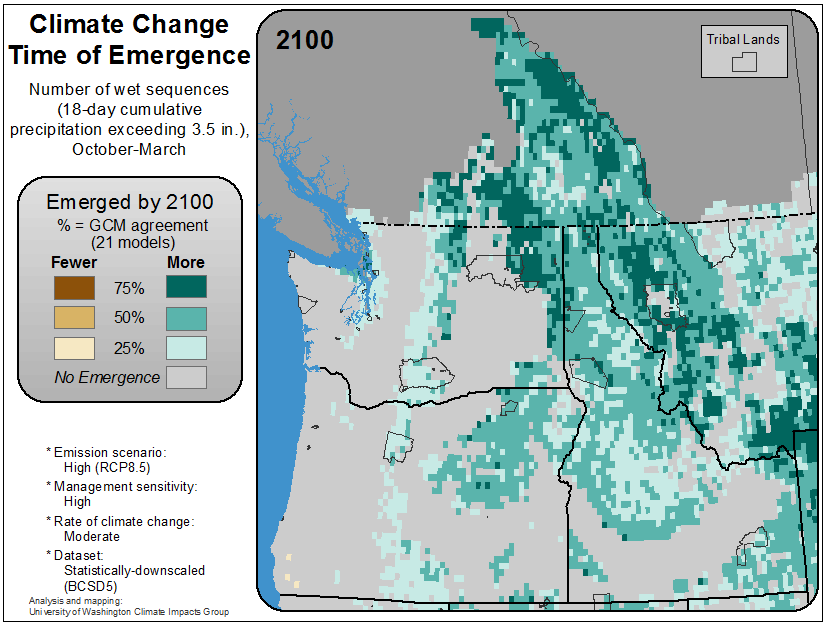 Climate Change
Time of Emergence
Number of wet sequences
(18-day cumulative
precipitation exceeding 3.5 in.),
October-March
Emerged by 2100
% = GCM agreement
(21 models)
Fewer More
75%
50%
25%
No Emergence
* Emission scenario:
High (RCP8.5)
* Management sensitivity:
High
* Rate of climate change:
Moderate
* Dataset:
Statistically-downscaled
(BCSD5)
Analysis and mapping:
University of Washington Climate Impacts Group
2100
Tribal Lands